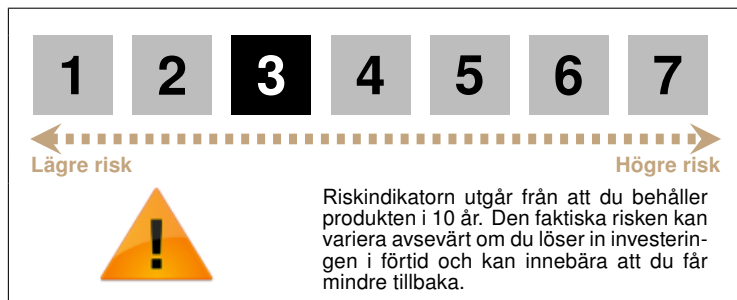 1 2 3 4 5 6 7
Lägre risk Högre risk
!
Riskindikatorn utgår från att du behåller
produkten i 10 år. Den faktiska risken kan
variera avsevärt om du löser in investerin-
gen i förtid och kan innebära att du får
mindre tillbaka.